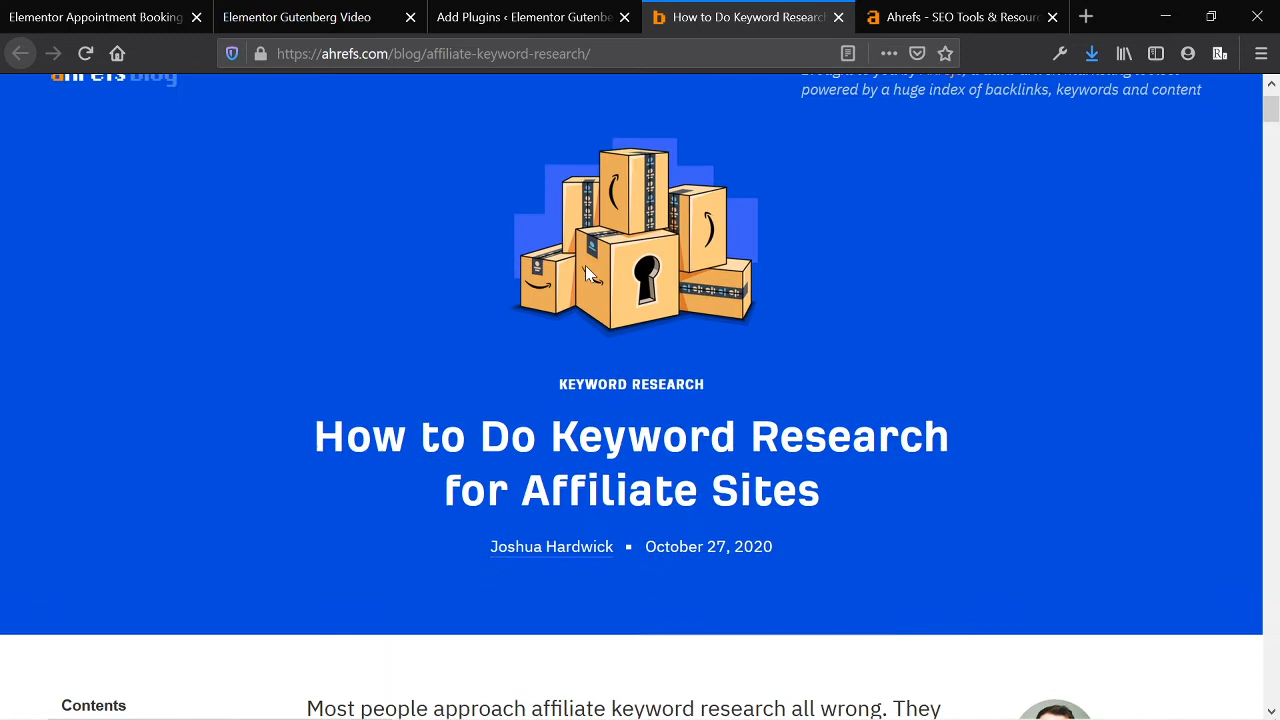 Elementor Appointment Booking
Elementor Gutenberg Video
Add Plugins ‹ Elementor Gutenbe
How to Do Keyword Research
Ahrefs - SEO Tools & Resour
https://ahrefs.com/blog/affiliate-keyword-research/
ahrefs blog
powered by a huge index of backlinks, keywords and content
KEYWORD RESEARCH
How to Do Keyword Research
for Affiliate Sites
Joshua Hardwick ▪ October 27, 2020
Contents
Most people approach affiliate keyword research all wrong. They